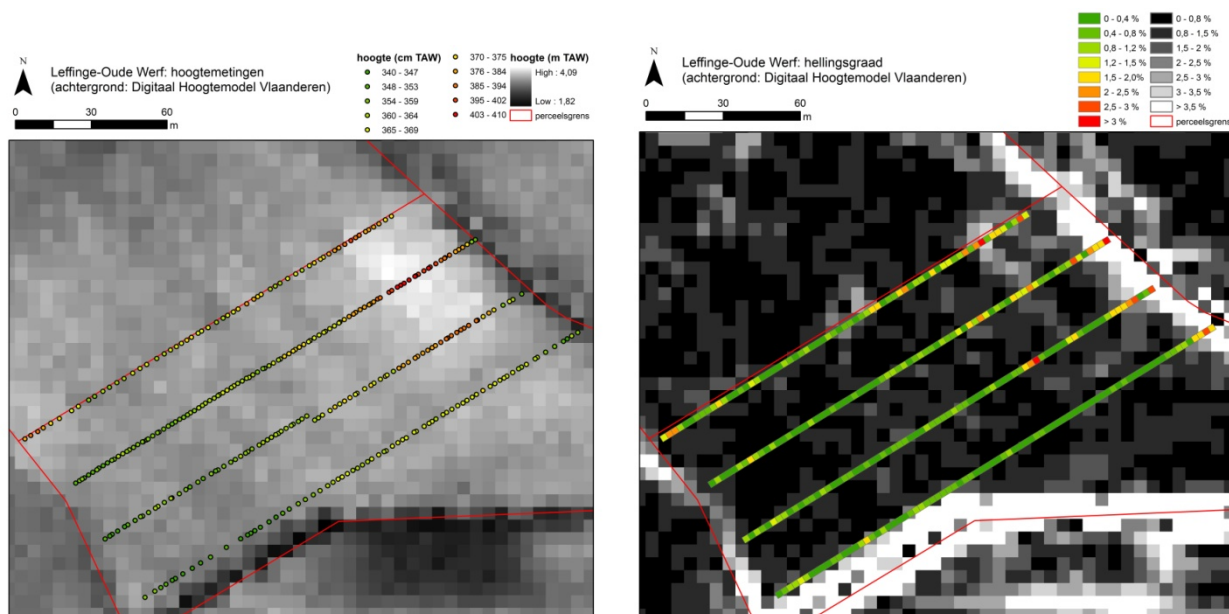 N
Leffinge-Oude Werf: hoogtemetingen
(achtergrond: Digitaal Hoogtemodel Vlaanderen)
0 30 60
m
hoogte (cm TAW)
340 - 347
348 - 353
354 - 359
360 - 364
365 - 369
370 - 375
376 - 384
385 - 394
395 - 402
403 - 410
hoogte (m TAW)
High : 4,09
Low : 1,82
perceelsgrens
N
Leffinge-Oude Werf: hellingsgraad
(achtergrond: Digitaal Hoogtemodel Vlaanderen)
0 30 60
m
0 - 0,4 %
0,4 - 0,8 %
0,8 - 1,2 %
1,2 - 1,5 %
1,5 - 2,0%
2 - 2,5 %
2,5 - 3 %
> 3 %
0 - 0,8 %
0,8 - 1,5 %
1,5 - 2 %
2 - 2,5 %
2,5 - 3 %
3 - 3,5 %
> 3,5 %
perceelsgrens